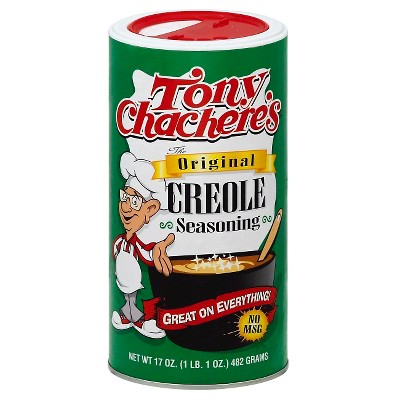 Tony
Chachere's
The
Original
CREOLE
Seasoning
GREAT ON EVERYTHING!
NO
MSG
NET WT 17 OZ. (1 LB. 1 OZ.) 482 GRAMS